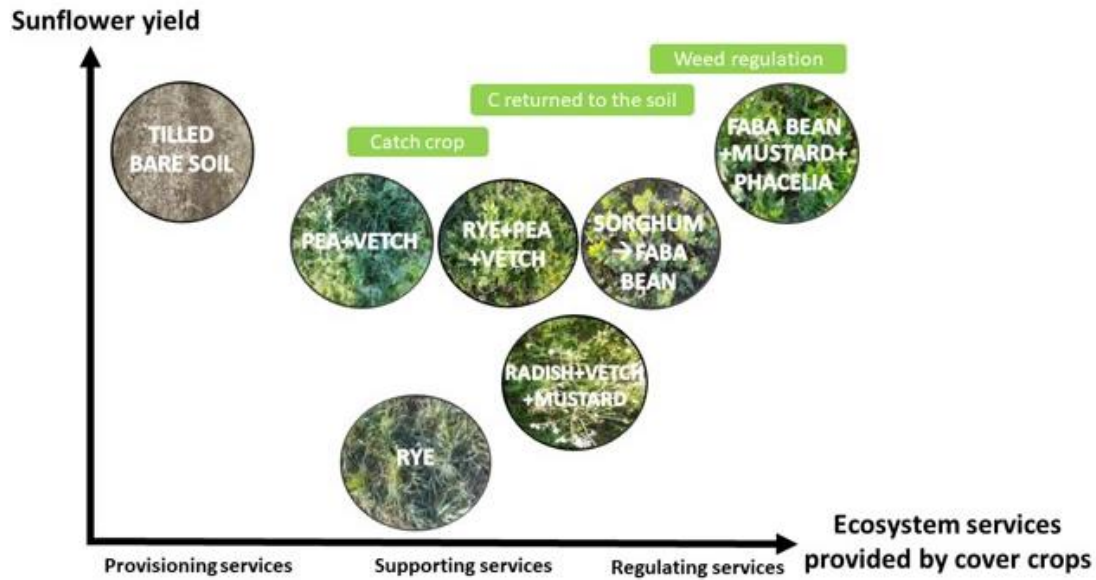 Sunflower yield
Weed regulation
C returned to the soil
Catch crop
TILLED
BARE SOIL
FABA BEAN
+MUSTARD+
PHACELIA
PEA+VETCH
RYE+PEA
+VETCH
SORGHUM
→FABA
BEAN
RADISH+VETCH
+MUSTARD
RYE
Ecosystem services
provided by cover crops
Provisioning services
Supporting services
Regulating services